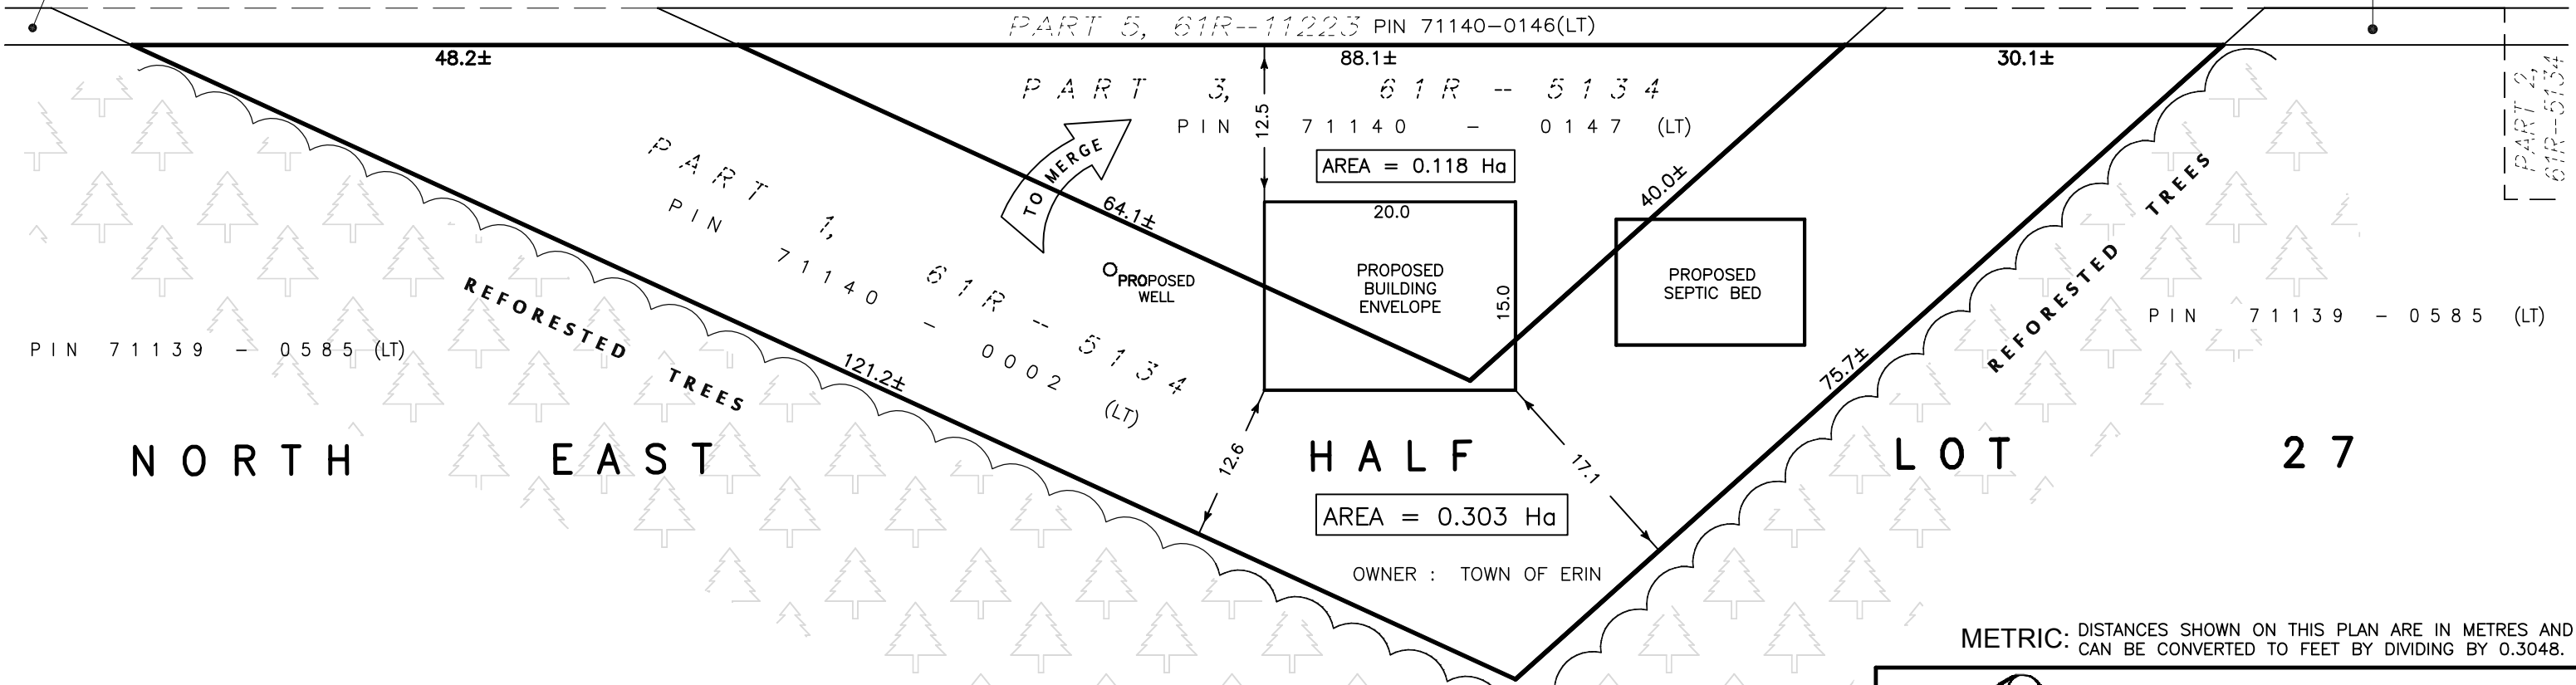 PART 5, 61R--11223 PIN 71140-0146(LT)
48.2±
88.1±
30.1±
PART 3, 61R -- 5134
PIN 71140 - 0147 (LT)
12.5
AREA = 0.118 Ha
PART 2,
61R--5134
TO MERGE
64.1±
40.0±
PART 1, 61R -- 5134
PIN 71140 - 0002 (LT)
20.0
15.0
PROPOSED
WELL
PROPOSED
BUILDING
ENVELOPE
PROPOSED
SEPTIC BED
REFORESTED TREES
REFORESTED TREES
PIN 71139 - 0585 (LT)
PIN 71139 - 0585 (LT)
121.2±
75.7±
12.6
17.1
NORTH EAST HALF LOT 27
AREA = 0.303 Ha
OWNER : TOWN OF ERIN
METRIC: DISTANCES SHOWN ON THIS PLAN ARE IN METRES AND
CAN BE CONVERTED TO FEET BY DIVIDING BY 0.3048.